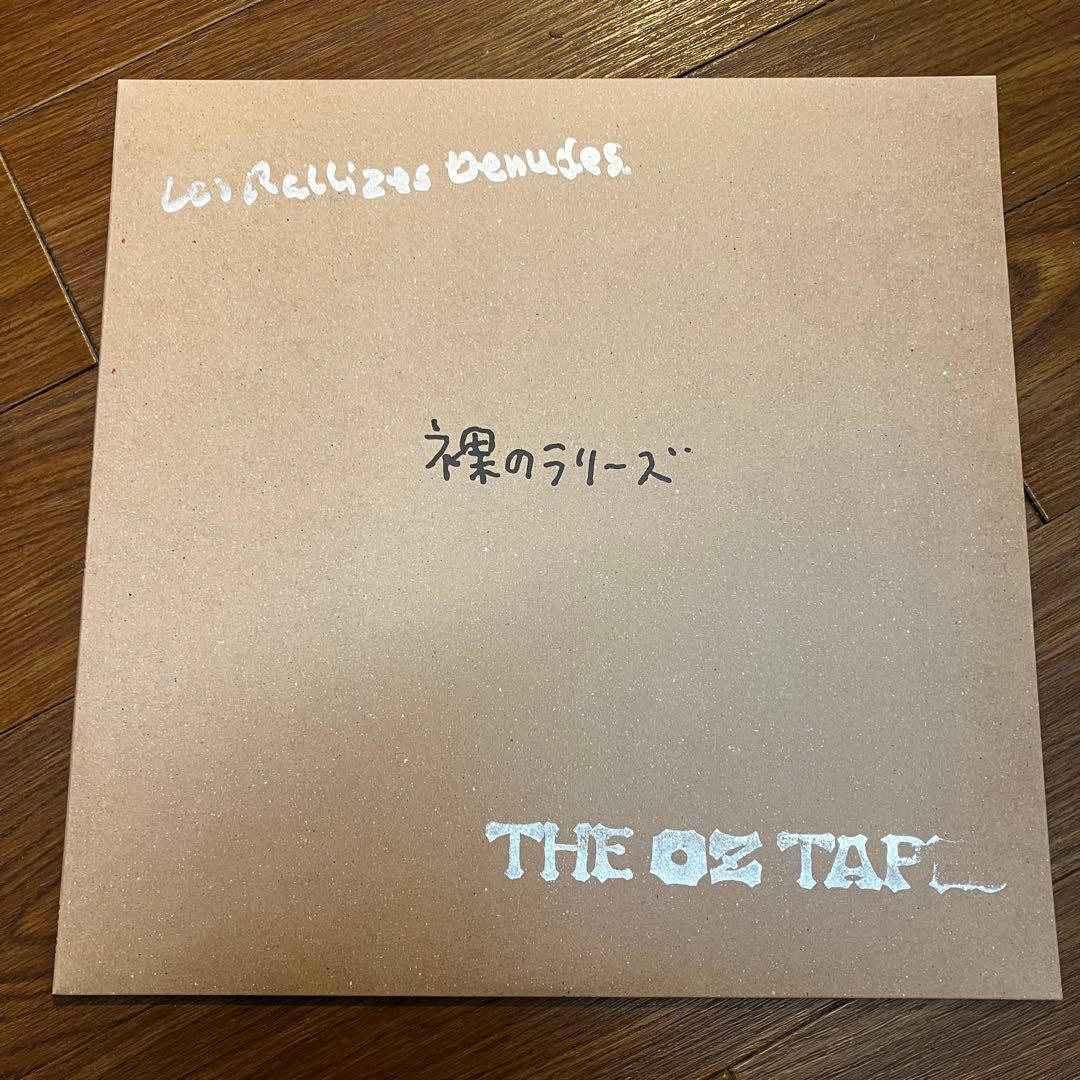 Les Rallizes Denudes.
裸のラリーズ
THE OZ TAP